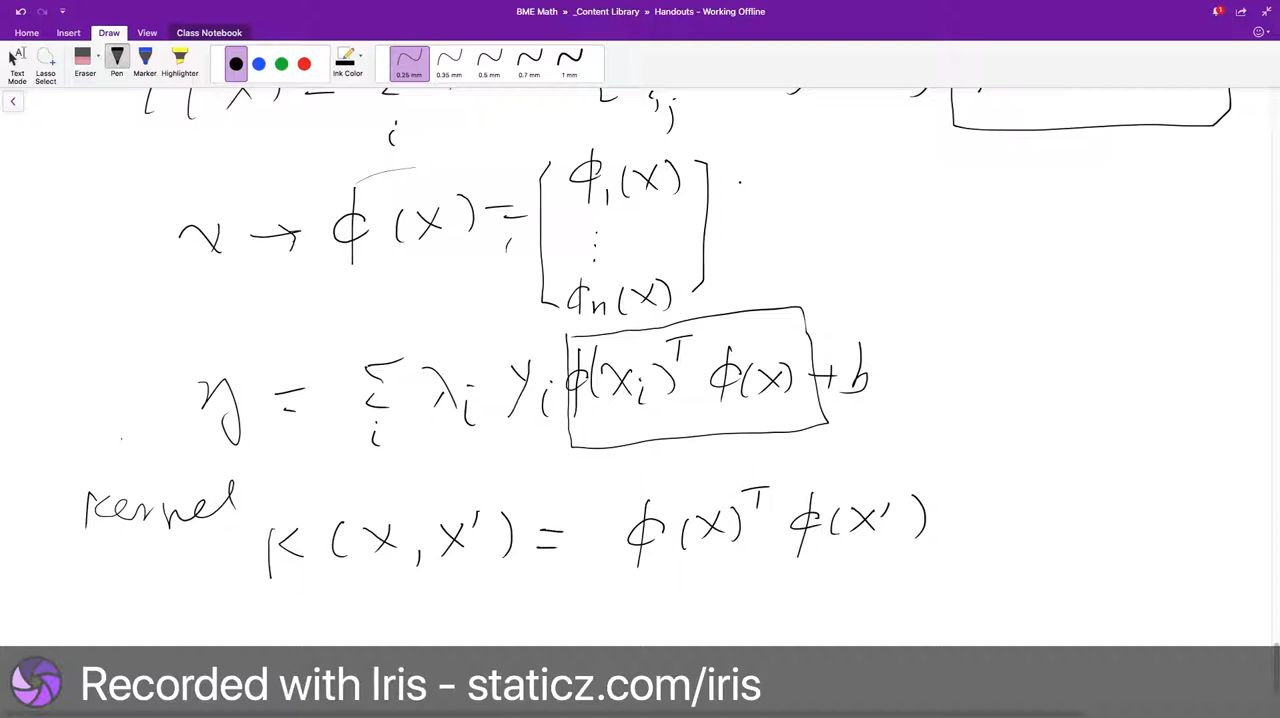 BME Math » _Content Library » Handouts - Working Offline
Home Insert Draw View Class Notebook
Text Mode Lasso Select Eraser Pen Marker Highlighter Ink Color 0.25 mm 0.35 mm 0.5 mm 0.7 mm 1 mm
x → φ(x) = [φ₁(x) ⋮ φₙ(x)]
y = Σᵢ λᵢ yᵢ φ(xᵢ)ᵀ φ(x) + b
Kernel K(x, x') = φ(x)ᵀ φ(x')
Recorded with Iris - staticz.com/iris